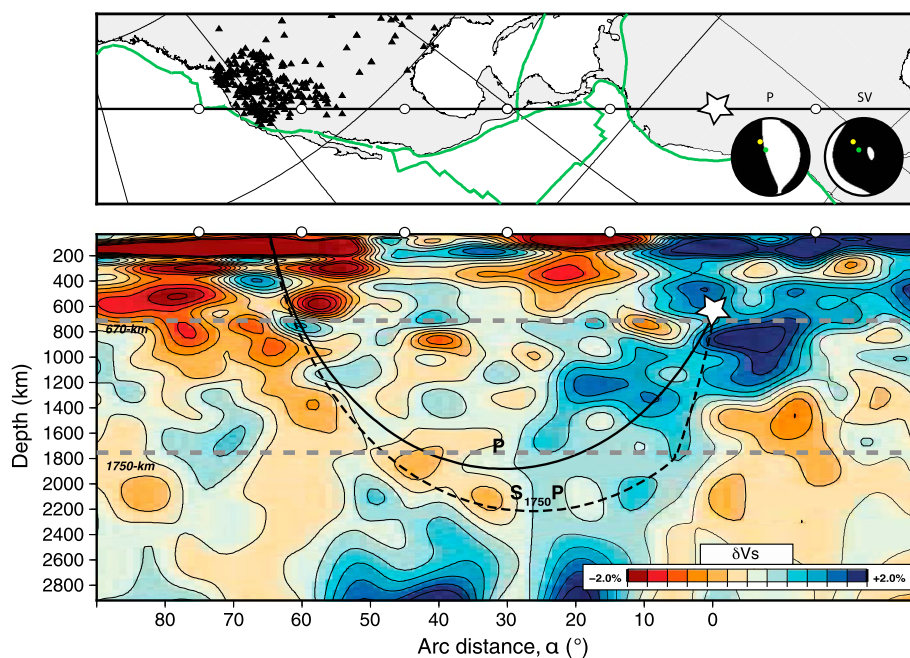 P SV
200
400
600
670-km
800
1000
1200
1400
1600
1750-km
1800
2000
2200
2400
2600
2800
Depth (km)
P
S1750P
δVs
−2.0% +2.0%
80 70 60 50 40 30 20 10 0
Arc distance, α (°)